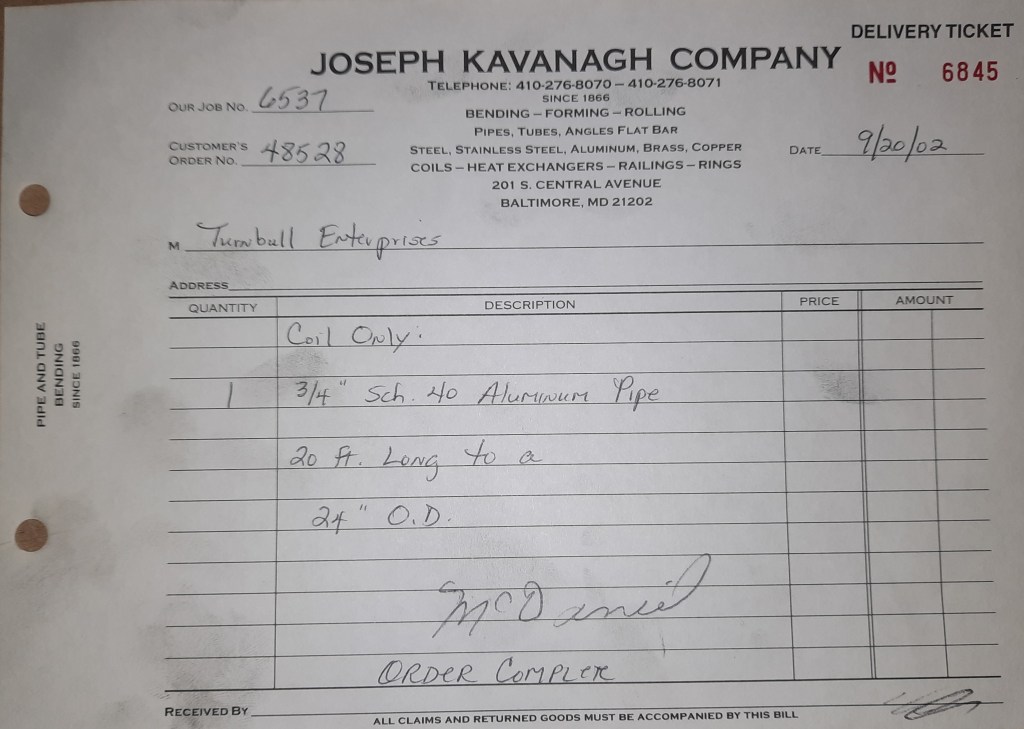 DELIVERY TICKET
JOSEPH KAVANAGH COMPANY
Nº 6845
TELEPHONE: 410-276-8070 – 410-276-8071
SINCE 1866
OUR JOB NO. 6537
BENDING – FORMING – ROLLING
PIPES, TUBES, ANGLES FLAT BAR
CUSTOMER'S
ORDER NO. 48528
STEEL, STAINLESS STEEL, ALUMINUM, BRASS, COPPER
DATE 9/20/02
COILS – HEAT EXCHANGERS – RAILINGS – RINGS
201 S. CENTRAL AVENUE
BALTIMORE, MD 21202
M Turnbull Enterprises
ADDRESS
QUANTITY DESCRIPTION PRICE AMOUNT
Coil Only:
1 3/4" Sch. 40 Aluminum Pipe
20 ft. Long to a
24" O.D.
McDaniel
ORDER COMPLETE
RECEIVED BY
ALL CLAIMS AND RETURNED GOODS MUST BE ACCOMPANIED BY THIS BILL
PIPE AND TUBE
BENDING
SINCE 1866